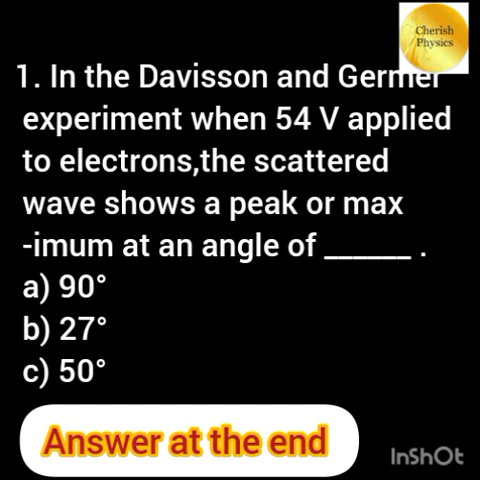 Cherish
Physics
1. In the Davisson and Germer
experiment when 54 V applied
to electrons,the scattered
wave shows a peak or max
-imum at an angle of ______ .
a) 90°
b) 27°
c) 50°
Answer at the end
InShOt